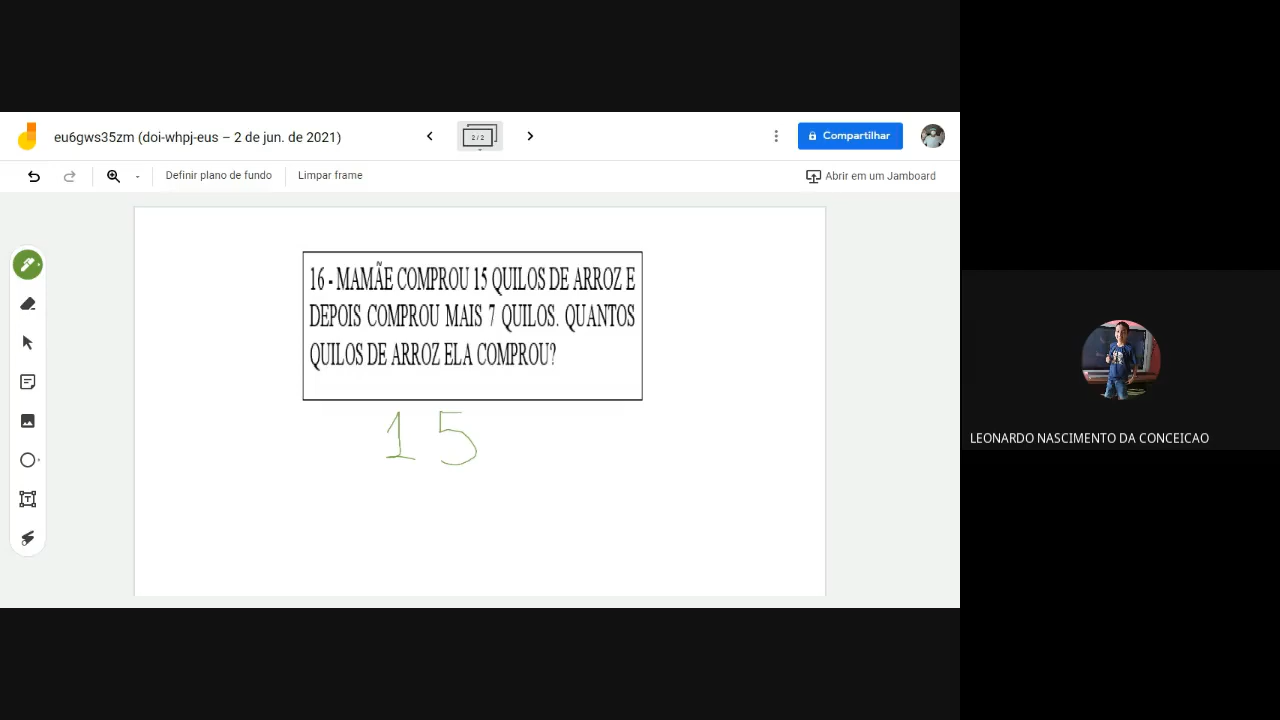 eu6gws35zm (doi-whpj-eus – 2 de jun. de 2021)
2 / 2
Compartilhar
Definir plano de fundo
Limpar frame
Abrir em um Jamboard
16 - MAMÃE COMPROU 15 QUILOS DE ARROZ E
DEPOIS COMPROU MAIS 7 QUILOS. QUANTOS
QUILOS DE ARROZ ELA COMPROU?
15
LEONARDO NASCIMENTO DA CONCEICAO